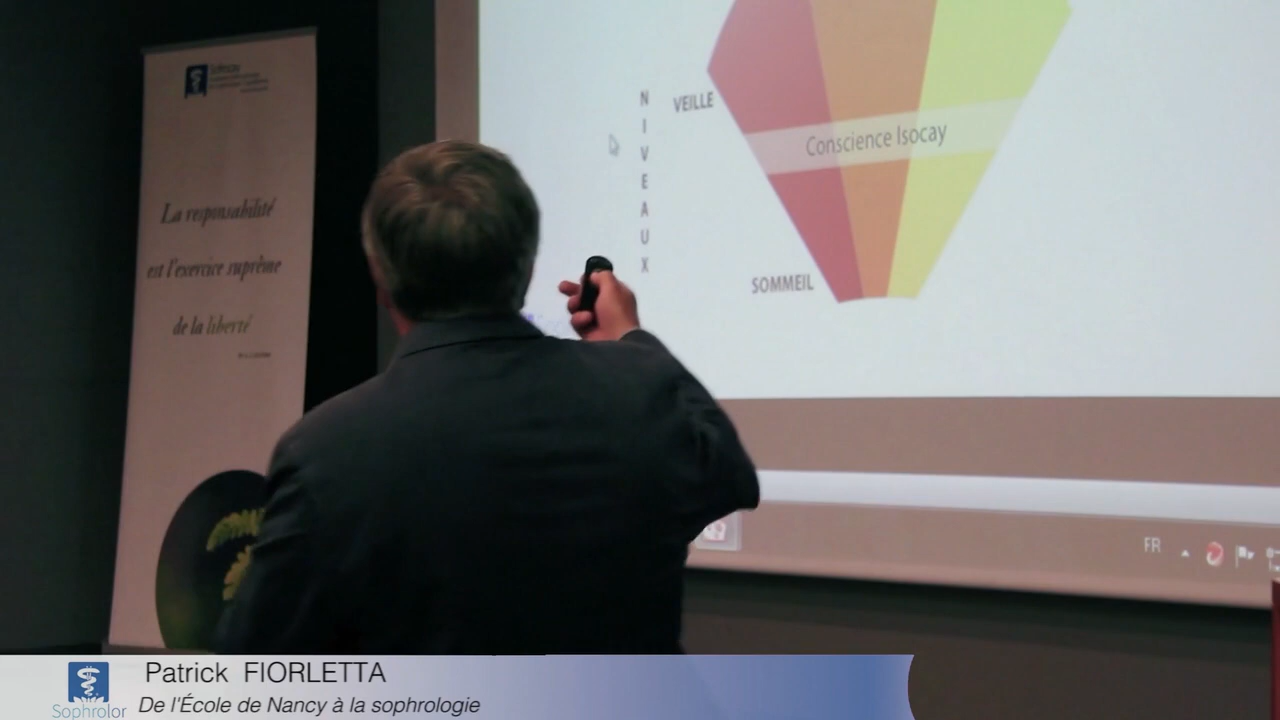 La responsabilité
est l'exercice suprême
de la liberté
NIVEAUX
VEILLE
Conscience Isocay
SOMMEIL
FR
Patrick FIORLETTA
Sophrolor
De l'École de Nancy à la sophrologie